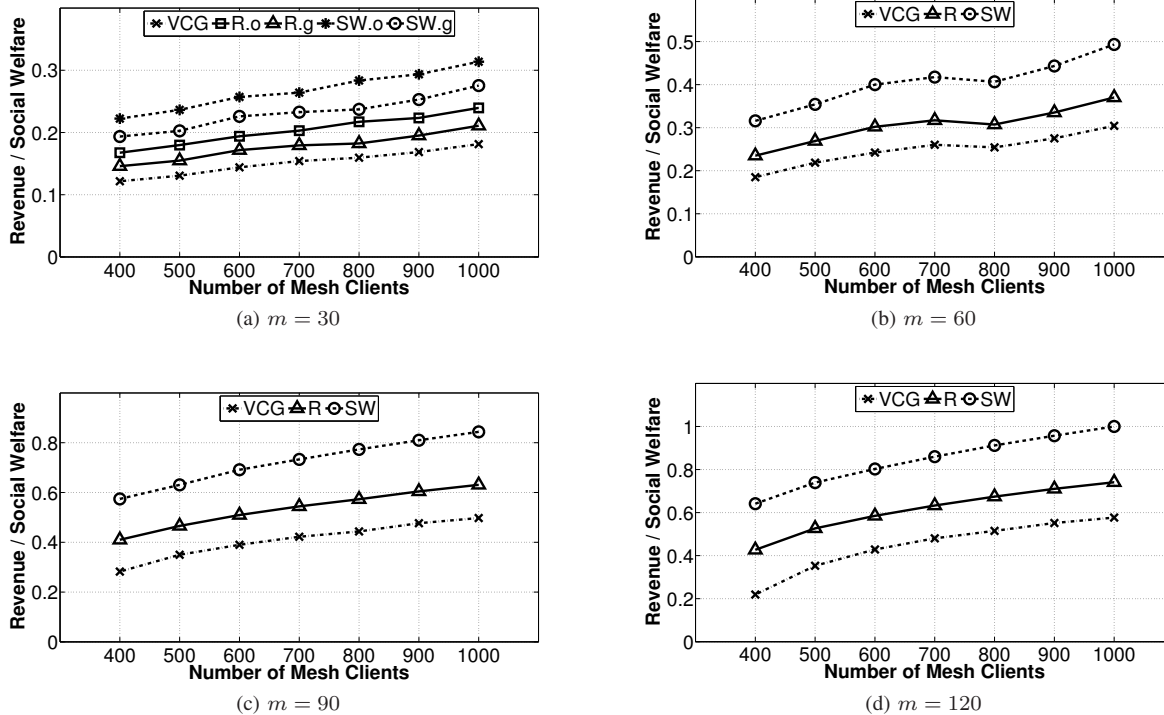 VCG R.o R.g SW.o SW.g
Revenue / Social Welfare
0.3
0.2
0.1
0
400 500 600 700 800 900 1000
Number of Mesh Clients
(a) m = 30
VCG R SW
Revenue / Social Welfare
0.5
0.4
0.3
0.2
0.1
0
400 500 600 700 800 900 1000
Number of Mesh Clients
(b) m = 60
VCG R SW
Revenue / Social Welfare
0.8
0.6
0.4
0.2
0
400 500 600 700 800 900 1000
Number of Mesh Clients
(c) m = 90
VCG R SW
Revenue / Social Welfare
1
0.8
0.6
0.4
0.2
0
400 500 600 700 800 900 1000
Number of Mesh Clients
(d) m = 120